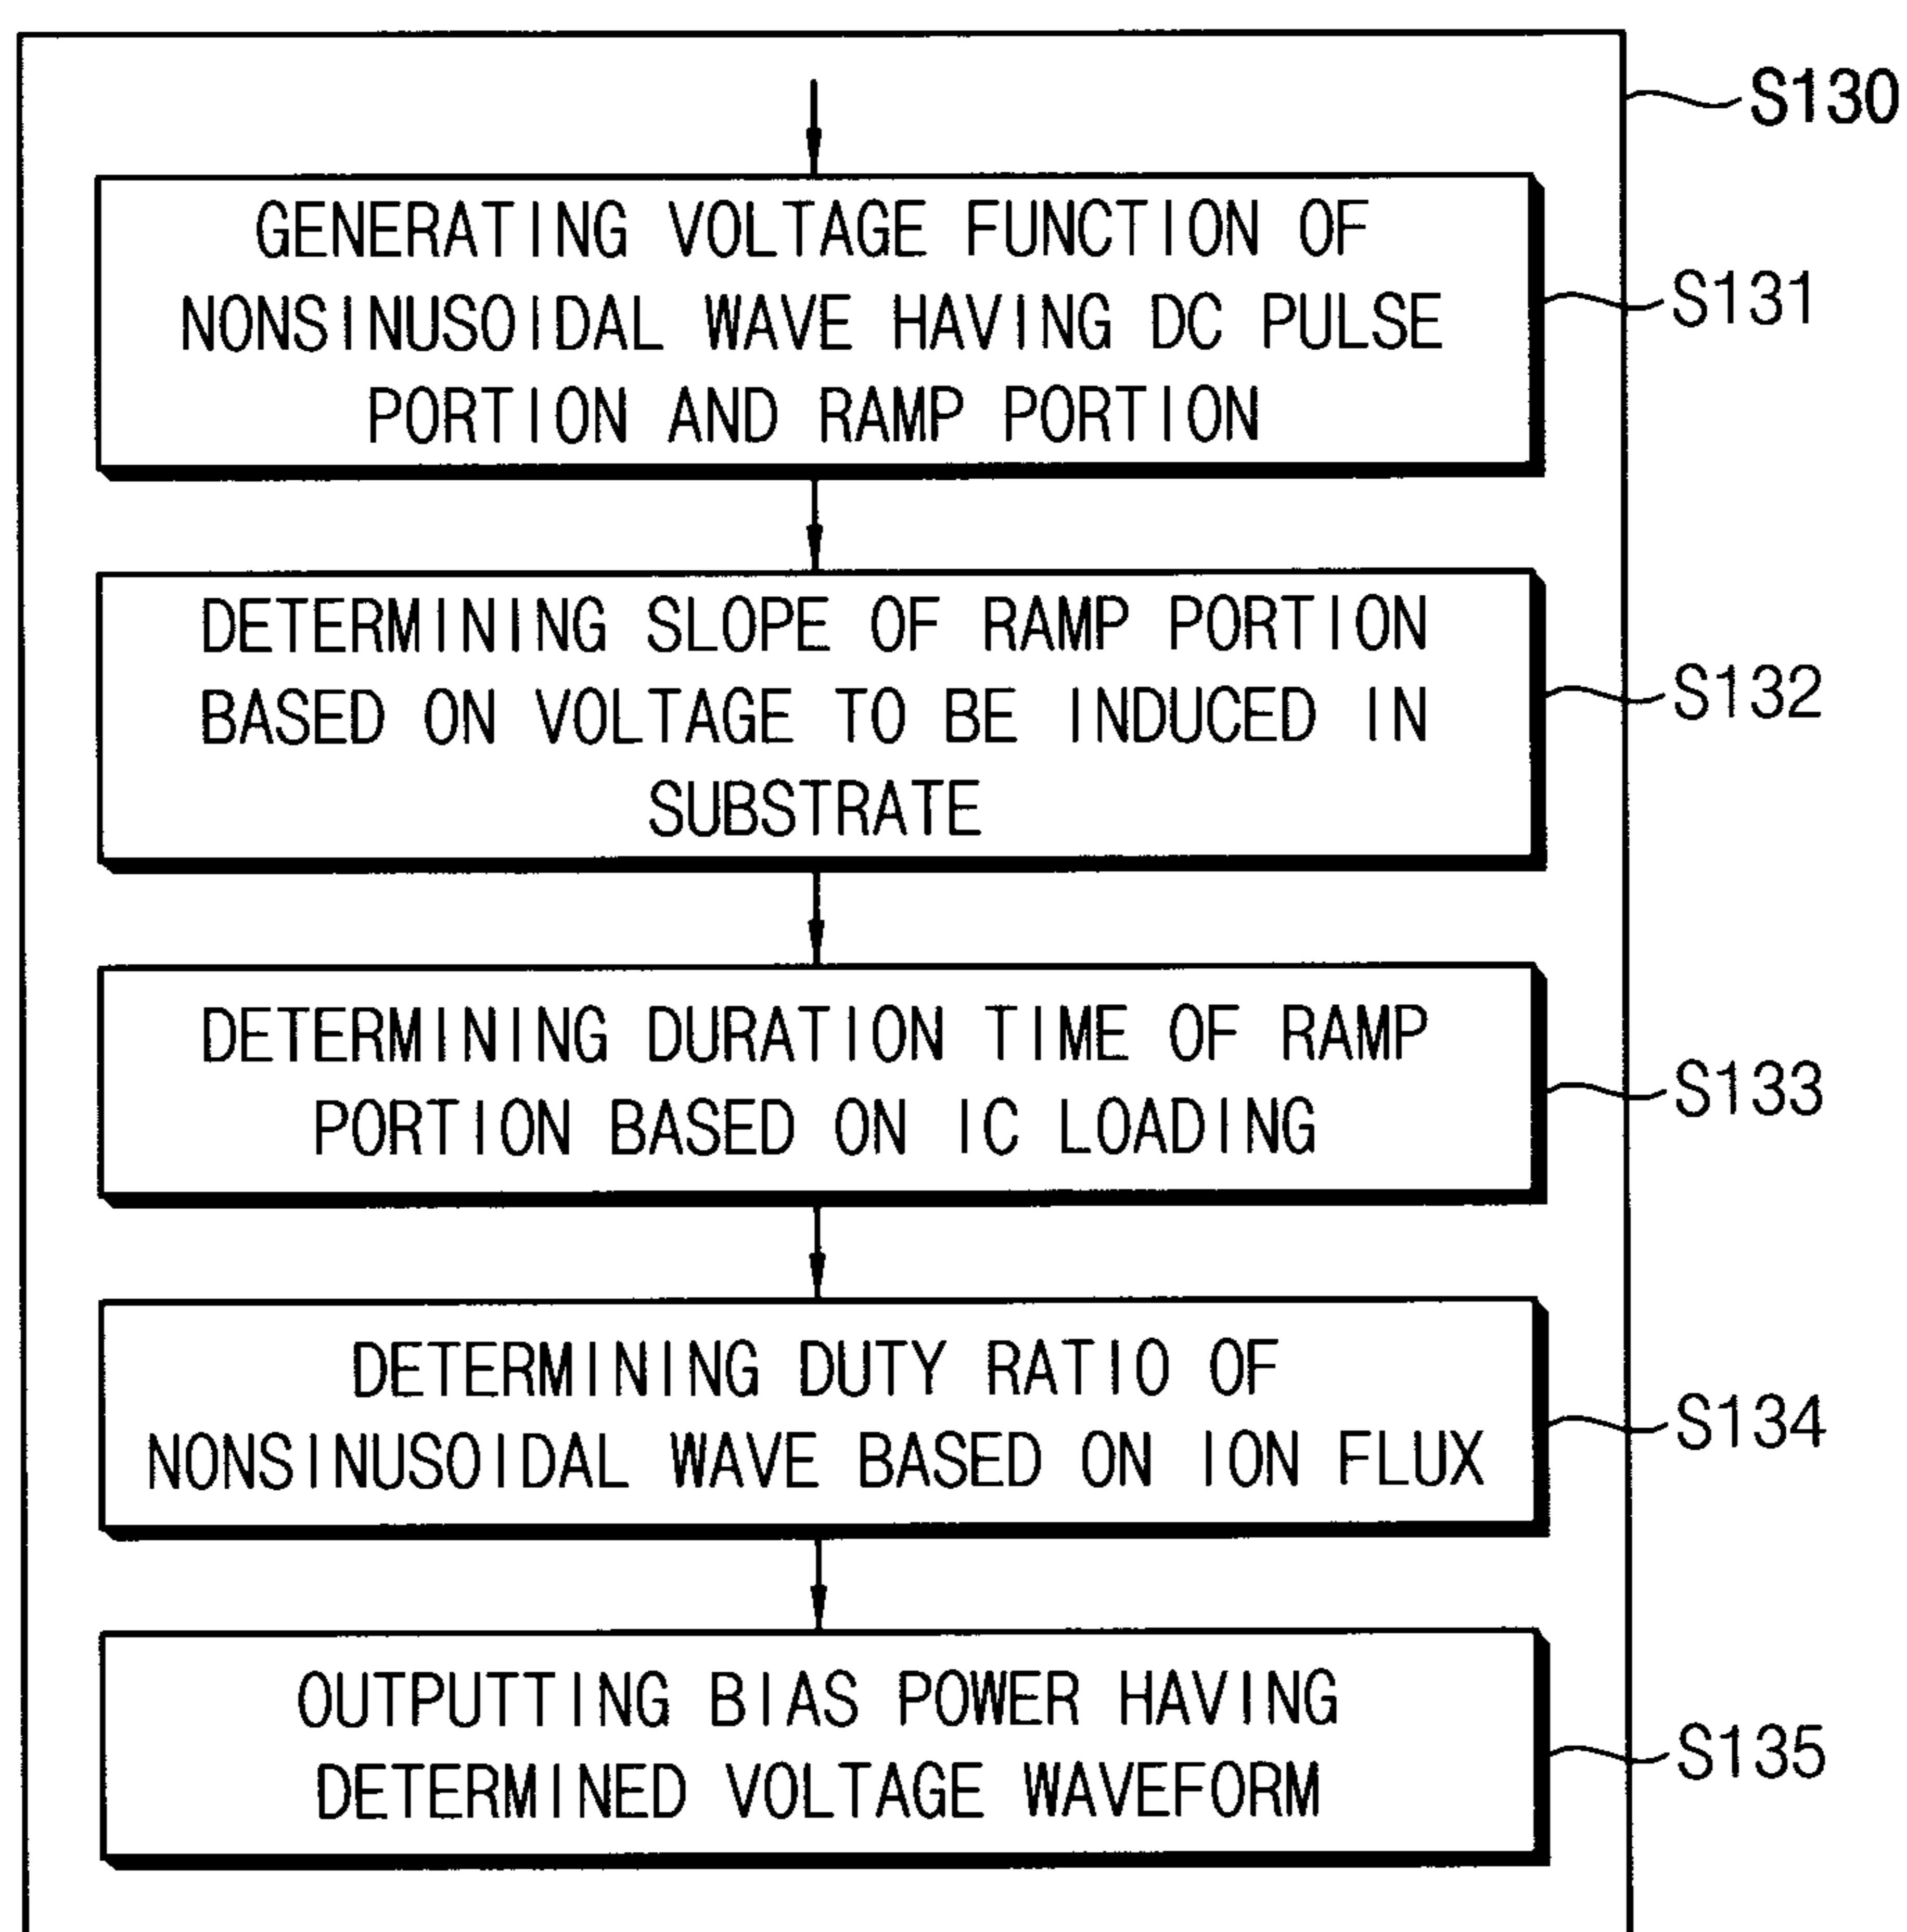 S130
GENERATING VOLTAGE FUNCTION OF
NONSINUSOIDAL WAVE HAVING DC PULSE
PORTION AND RAMP PORTION
S131
DETERMINING SLOPE OF RAMP PORTION
BASED ON VOLTAGE TO BE INDUCED IN
SUBSTRATE
S132
DETERMINING DURATION TIME OF RAMP
PORTION BASED ON IC LOADING
S133
DETERMINING DUTY RATIO OF
NONSINUSOIDAL WAVE BASED ON ION FLUX
S134
OUTPUTTING BIAS POWER HAVING
DETERMINED VOLTAGE WAVEFORM
S135